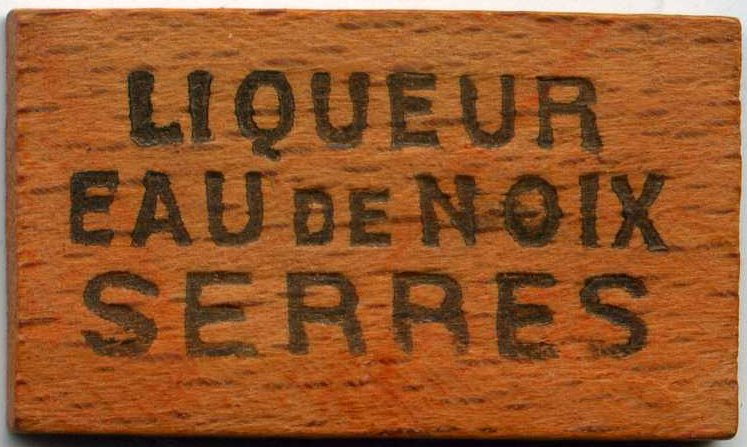 LIQUEUR
EAU DE NOIX
SERRES